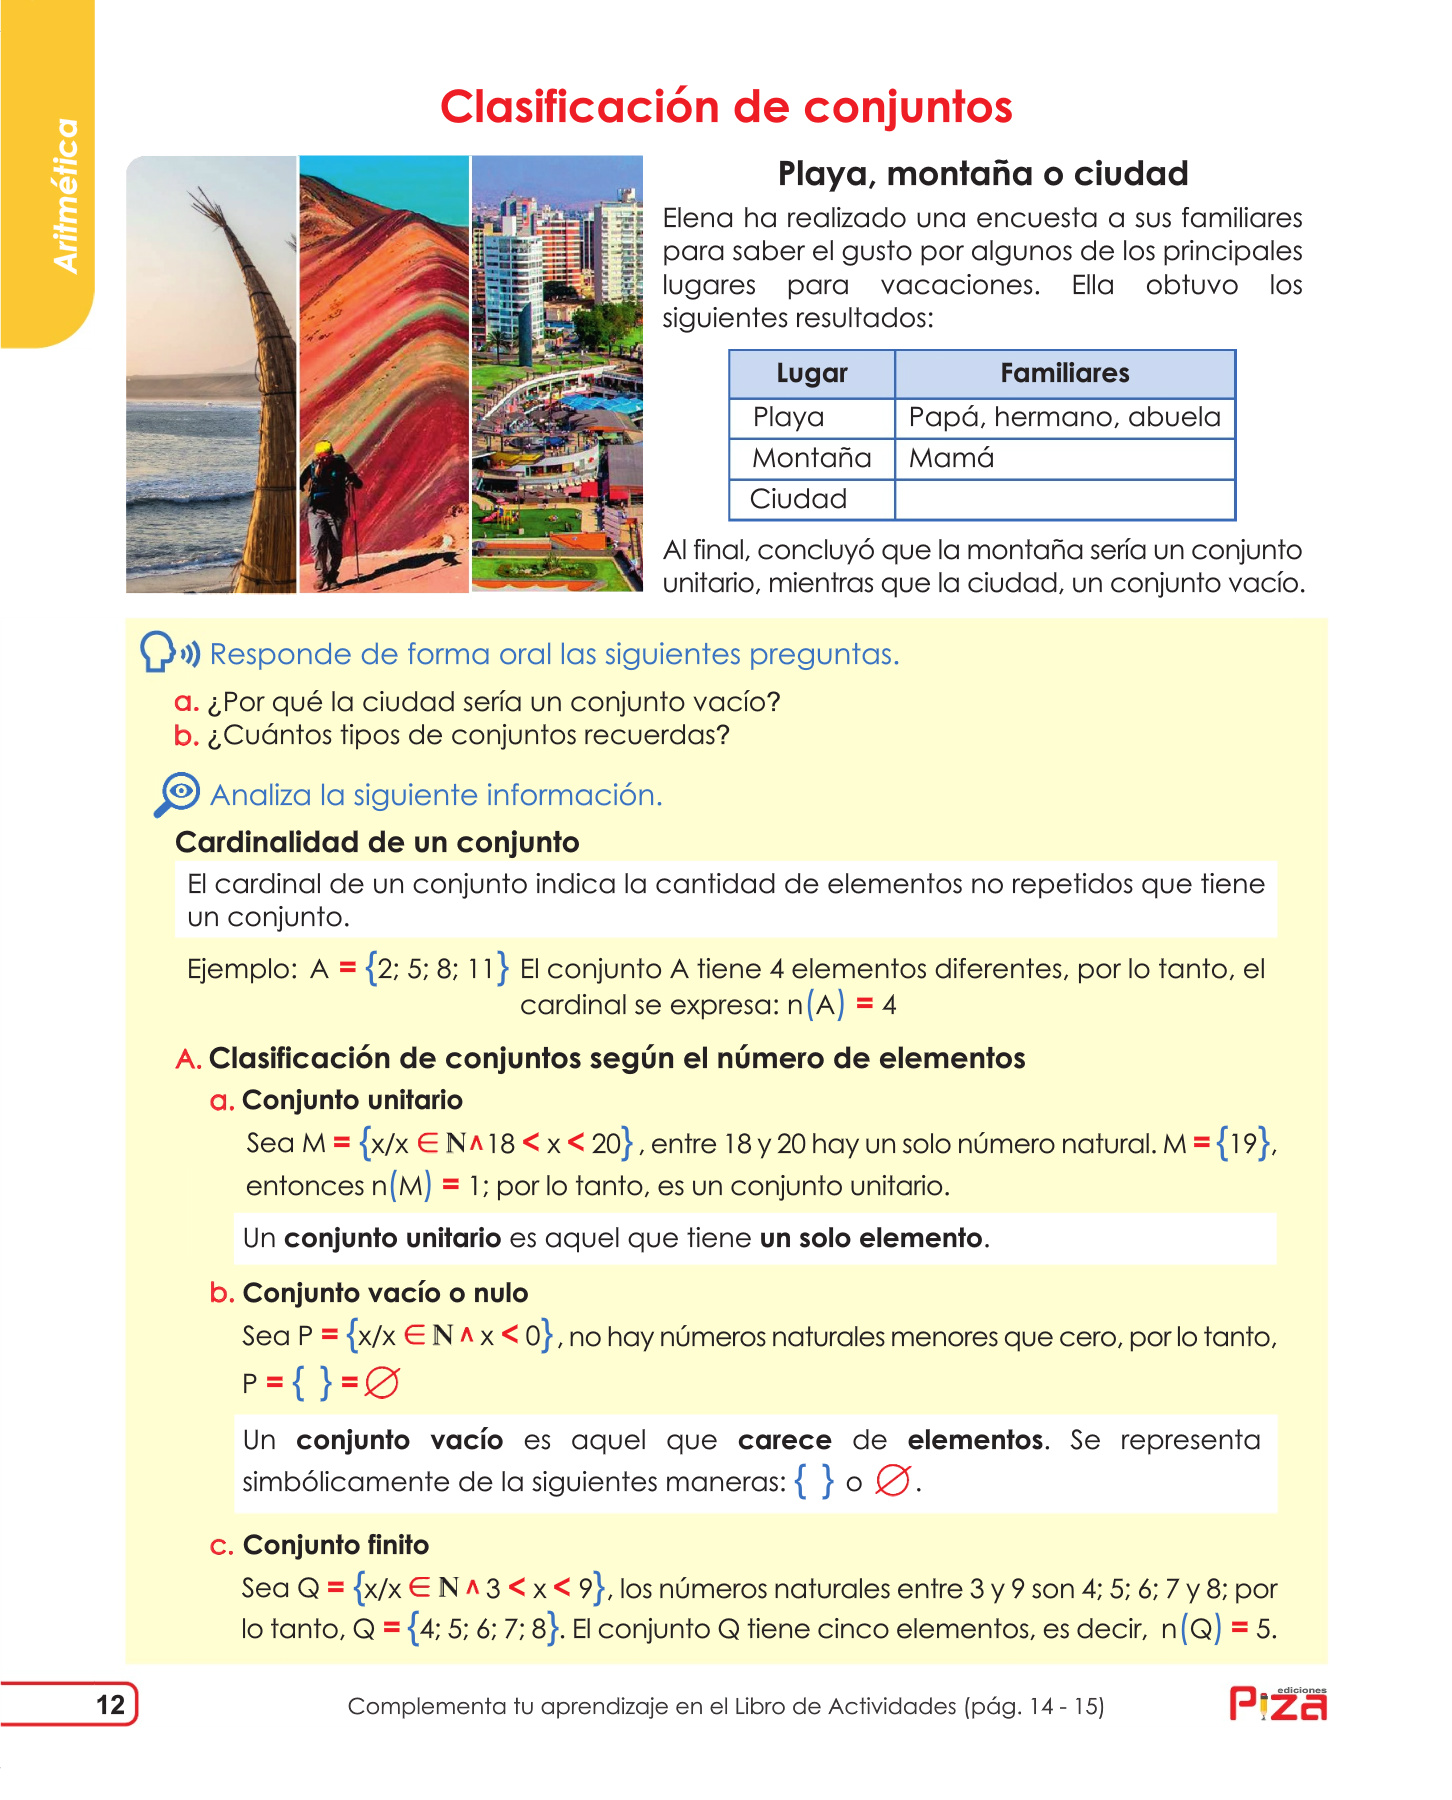 Aritmética
Clasificación de conjuntos
Playa, montaña o ciudad
Elena ha realizado una encuesta a sus familiares
para saber el gusto por algunos de los principales
lugares para vacaciones. Ella obtuvo los
siguientes resultados:
Lugar Familiares
Playa Papá, hermano, abuela
Montaña Mamá
Ciudad
Al final, concluyó que la montaña sería un conjunto
unitario, mientras que la ciudad, un conjunto vacío.
Responde de forma oral las siguientes preguntas.
a. ¿Por qué la ciudad sería un conjunto vacío?
b. ¿Cuántos tipos de conjuntos recuerdas?
Analiza la siguiente información.
Cardinalidad de un conjunto
El cardinal de un conjunto indica la cantidad de elementos no repetidos que tiene
un conjunto.
Ejemplo: A = {2; 5; 8; 11} El conjunto A tiene 4 elementos diferentes, por lo tanto, el
cardinal se expresa: n(A) = 4
A. Clasificación de conjuntos según el número de elementos
a. Conjunto unitario
Sea M = {x/x ∈ ℕ ∧ 18 < x < 20}, entre 18 y 20 hay un solo número natural. M = {19},
entonces n(M) = 1; por lo tanto, es un conjunto unitario.
Un conjunto unitario es aquel que tiene un solo elemento.
b. Conjunto vacío o nulo
Sea P = {x/x ∈ ℕ ∧ x < 0}, no hay números naturales menores que cero, por lo tanto,
P = { } = ∅
Un conjunto vacío es aquel que carece de elementos. Se representa
simbólicamente de la siguientes maneras: { } o ∅.
c. Conjunto finito
Sea Q = {x/x ∈ ℕ ∧ 3 < x < 9}, los números naturales entre 3 y 9 son 4; 5; 6; 7 y 8; por
lo tanto, Q = {4; 5; 6; 7; 8}. El conjunto Q tiene cinco elementos, es decir, n(Q) = 5.
12
Complementa tu aprendizaje en el Libro de Actividades (pág. 14 - 15)
ediciones
Piza